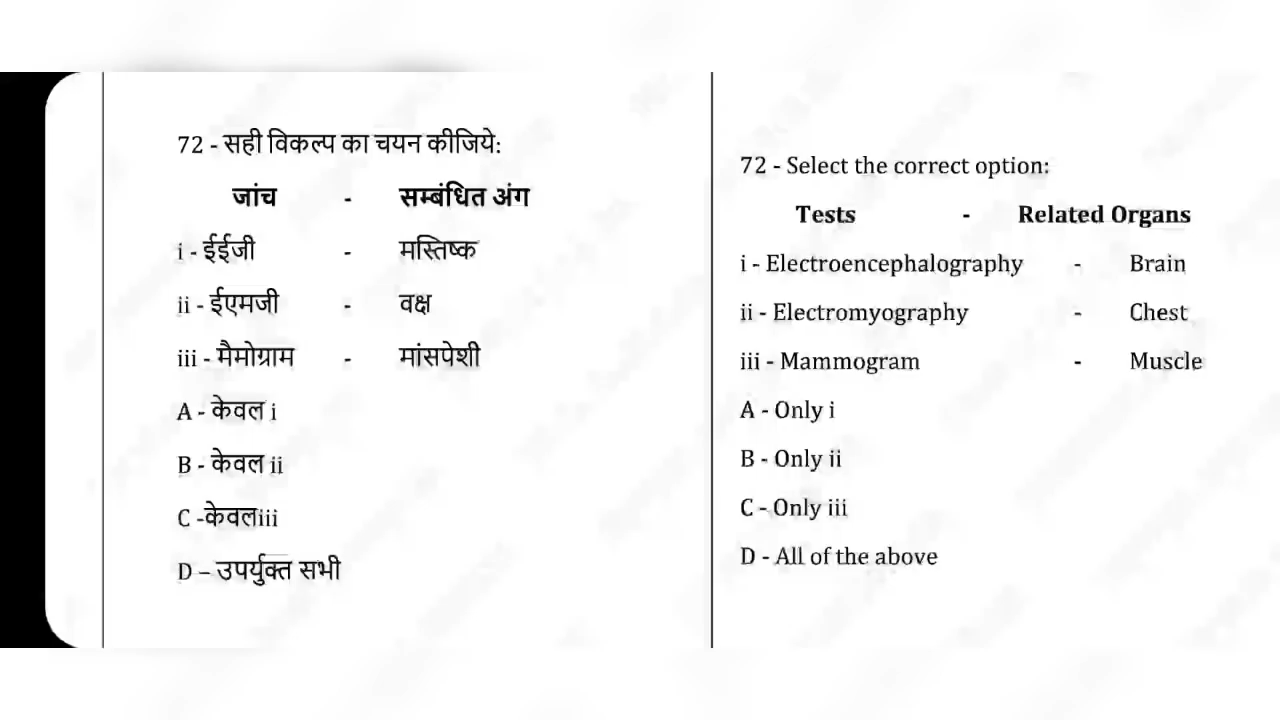 72 - सही विकल्प का चयन कीजिये:
जांच - सम्बंधित अंग
i - ईईजी - मस्तिष्क
ii - ईएमजी - वक्ष
iii - मैमोग्राम - मांसपेशी
A - केवल i
B - केवल ii
C -केवलiii
D – उपर्युक्त सभी
72 - Select the correct option:
Tests - Related Organs
i - Electroencephalography - Brain
ii - Electromyography - Chest
iii - Mammogram - Muscle
A - Only i
B - Only ii
C - Only iii
D - All of the above